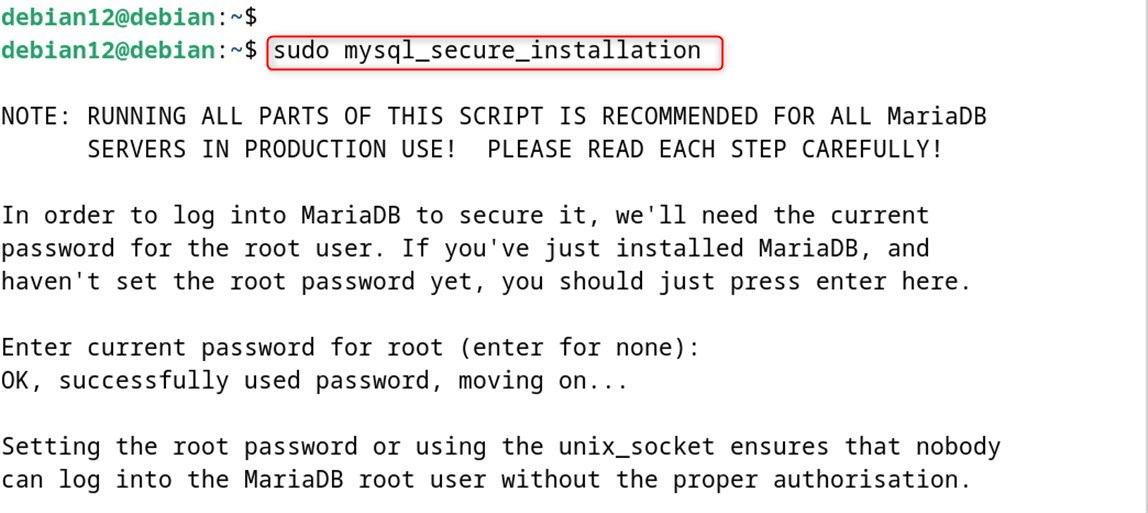 debian12@debian:~$
debian12@debian:~$ sudo mysql_secure_installation
NOTE: RUNNING ALL PARTS OF THIS SCRIPT IS RECOMMENDED FOR ALL MariaDB
SERVERS IN PRODUCTION USE!  PLEASE READ EACH STEP CAREFULLY!
In order to log into MariaDB to secure it, we'll need the current
password for the root user. If you've just installed MariaDB, and
haven't set the root password yet, you should just press enter here.
Enter current password for root (enter for none):
OK, successfully used password, moving on...
Setting the root password or using the unix_socket ensures that nobody
can log into the MariaDB root user without the proper authorisation.